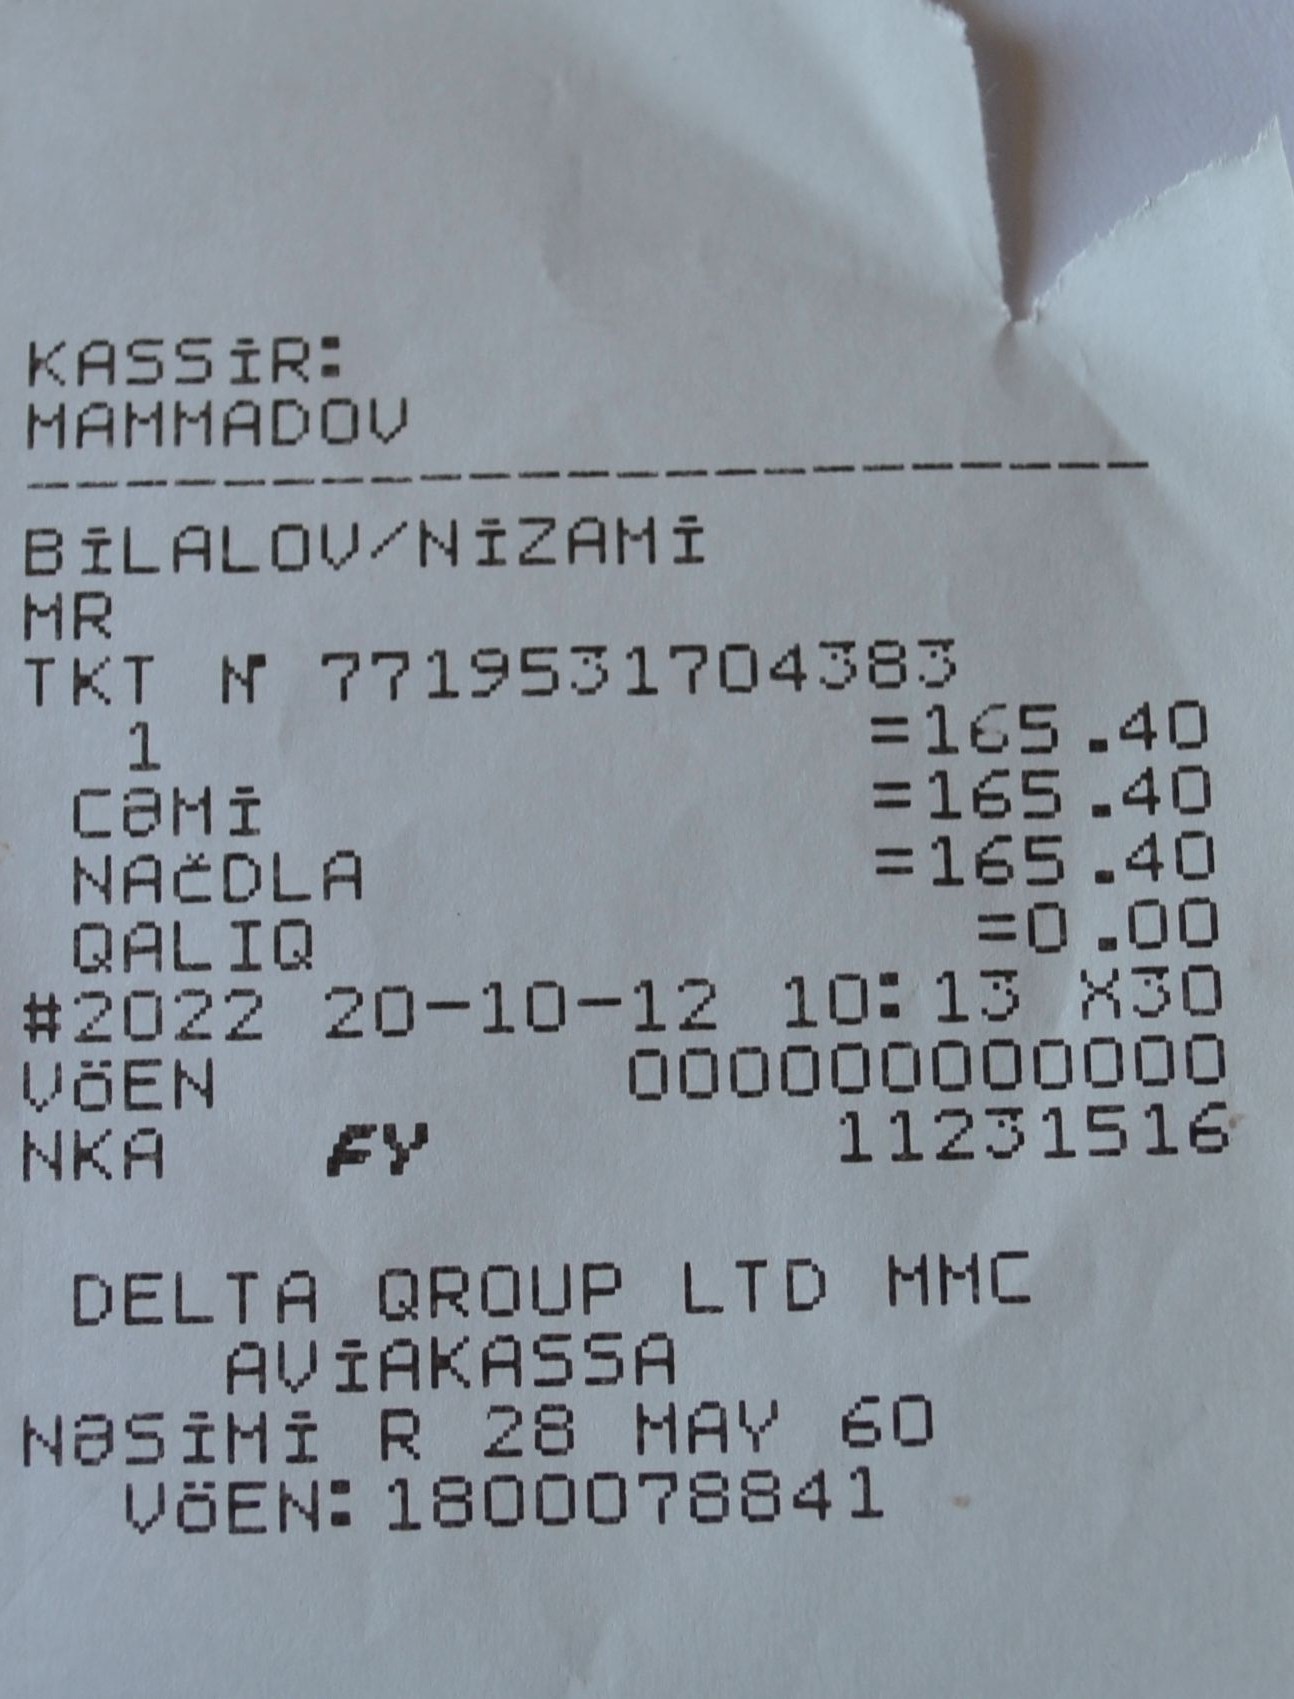 KASSİR:
MAMMADOV
-----------------------
BİLALOV/NİZAMİ
MR
TKT № 7719531704383
1 =165.40
CƏMİ =165.40
NAČDLA =165.40
QALIQ =0.00
#2022 20-10-12 10:13 X30
VÖEN 000000000000
NKA FY 11231516
DELTA QROUP LTD MMC
AVİAKASSA
NƏSİMİ R 28 MAY 60
VÖEN:1800078841